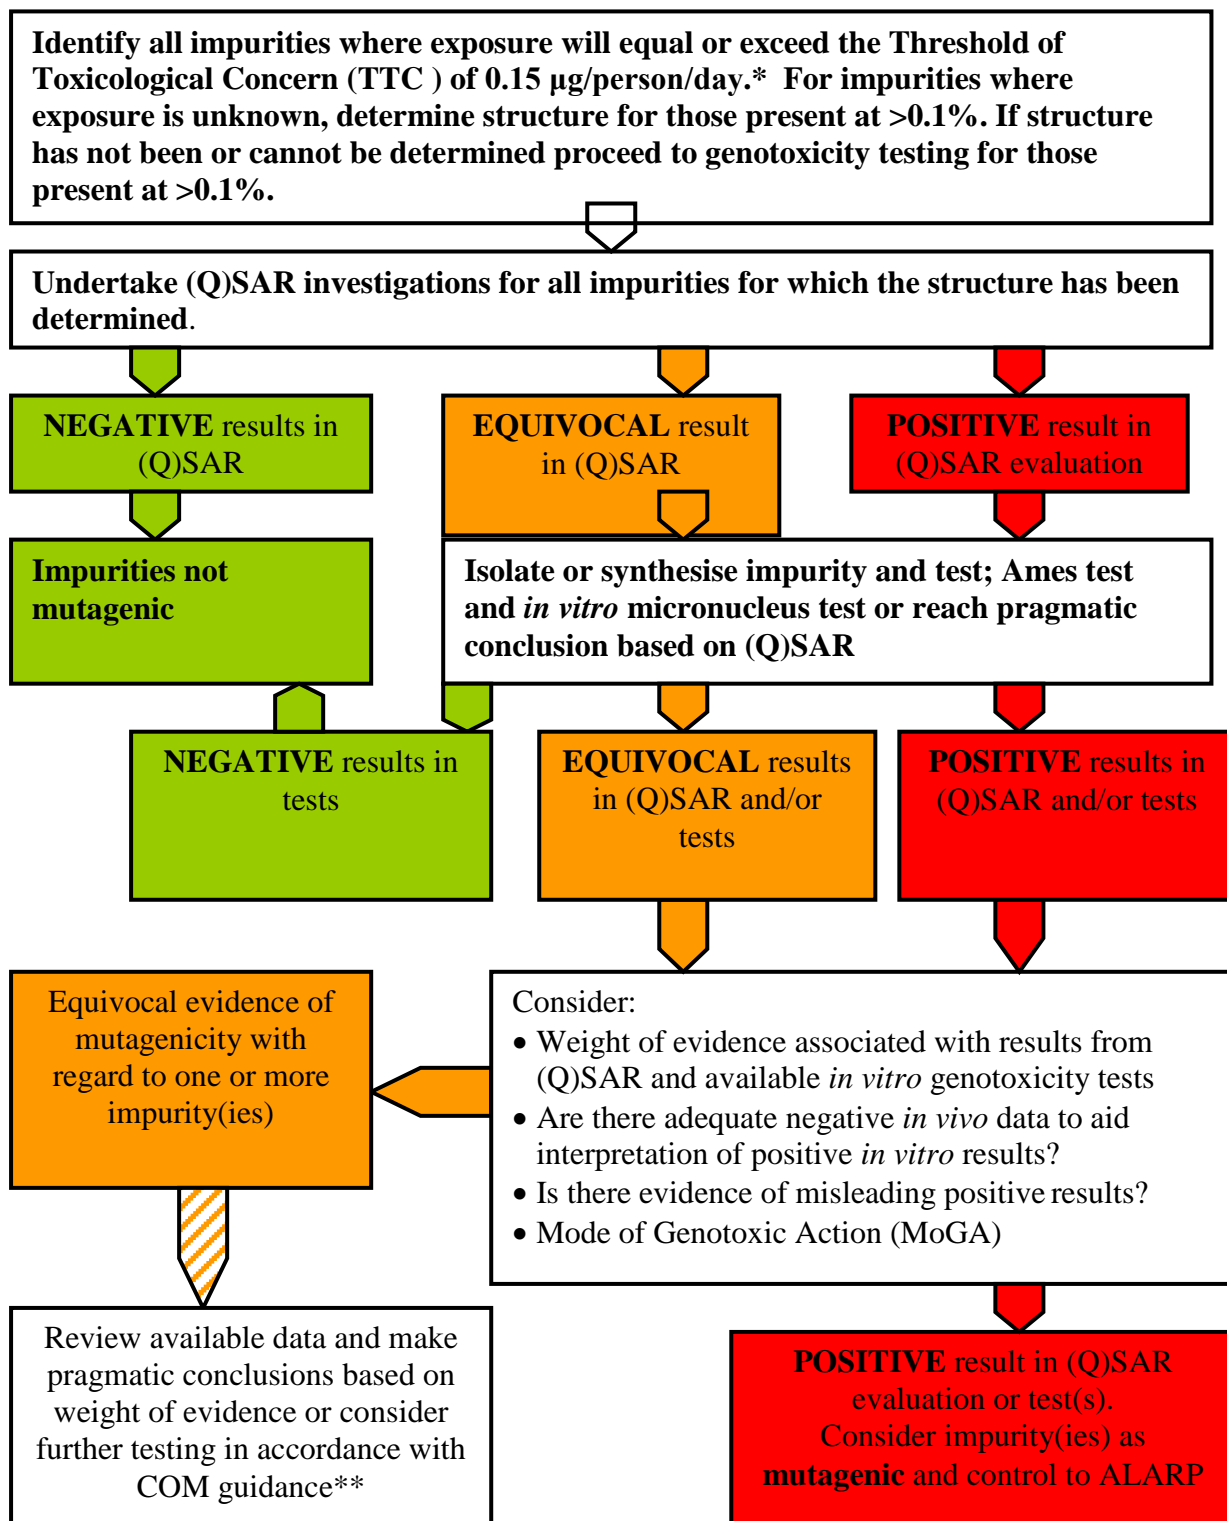 Identify all impurities where exposure will equal or exceed the Threshold of
Toxicological Concern (TTC ) of 0.15 µg/person/day.*  For impurities where
exposure is unknown, determine structure for those present at >0.1%. If structure
has not been or cannot be determined proceed to genotoxicity testing for those
present at >0.1%.
Undertake (Q)SAR investigations for all impurities for which the structure has been
determined.
NEGATIVE results in
(Q)SAR
EQUIVOCAL result
in (Q)SAR
POSITIVE result in
(Q)SAR evaluation
Impurities not
mutagenic
Isolate or synthesise impurity and test; Ames test
and in vitro micronucleus test or reach pragmatic
conclusion based on (Q)SAR
NEGATIVE results in
tests
EQUIVOCAL results
in (Q)SAR and/or
tests
POSITIVE results in
(Q)SAR and/or tests
Equivocal evidence of
mutagenicity with
regard to one or more
impurity(ies)
Consider:
• Weight of evidence associated with results from
(Q)SAR and available in vitro genotoxicity tests
• Are there adequate negative in vivo data to aid
interpretation of positive in vitro results?
• Is there evidence of misleading positive results?
• Mode of Genotoxic Action (MoGA)
Review available data and make
pragmatic conclusions based on
weight of evidence or consider
further testing in accordance with
COM guidance**
POSITIVE result in (Q)SAR
evaluation or test(s).
Consider impurity(ies) as
mutagenic and control to ALARP